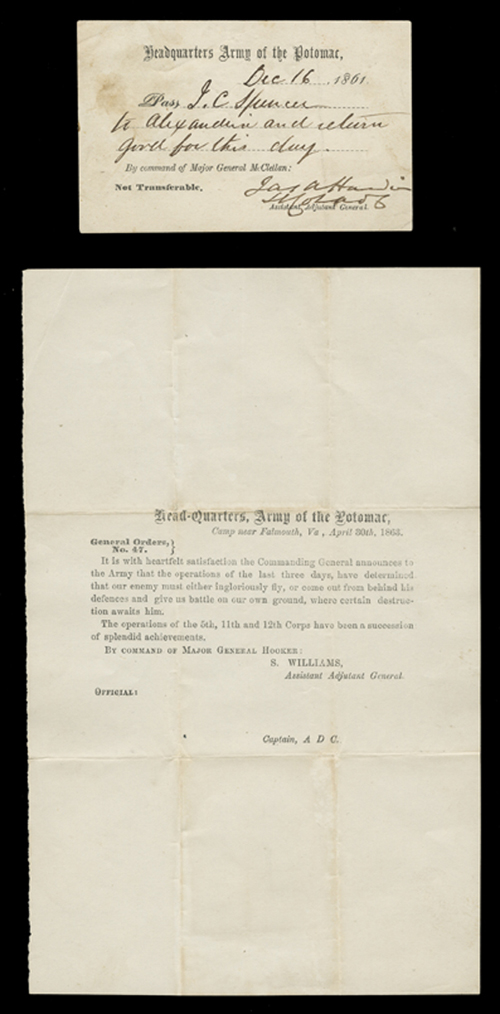 Headquarters Army of the Potomac,
Dec 16 1861
Pass J. C. Spencer
to Alexandria and return
good for this day.
By command of Major General McClellan:
Not Transferable.
Assistant Adjutant General.
Head-Quarters, Army of the Potomac,
Camp near Falmouth, Va , April 30th, 1863.
General Orders,}
No. 47. }
It is with heartfelt satisfaction the Commanding General announces to
the Army that the operations of the last three days, have determined
that our enemy must either ingloriously fly, or come out from behind his
defences and give us battle on our own ground, where certain destruc-
tion awaits him.
The operations of the 5th, 11th and 12th Corps have been a succession
of splendid achievements.
By command of Major General Hooker:
S. WILLIAMS,
Assistant Adjutant General.
Official:
Captain, A D C.